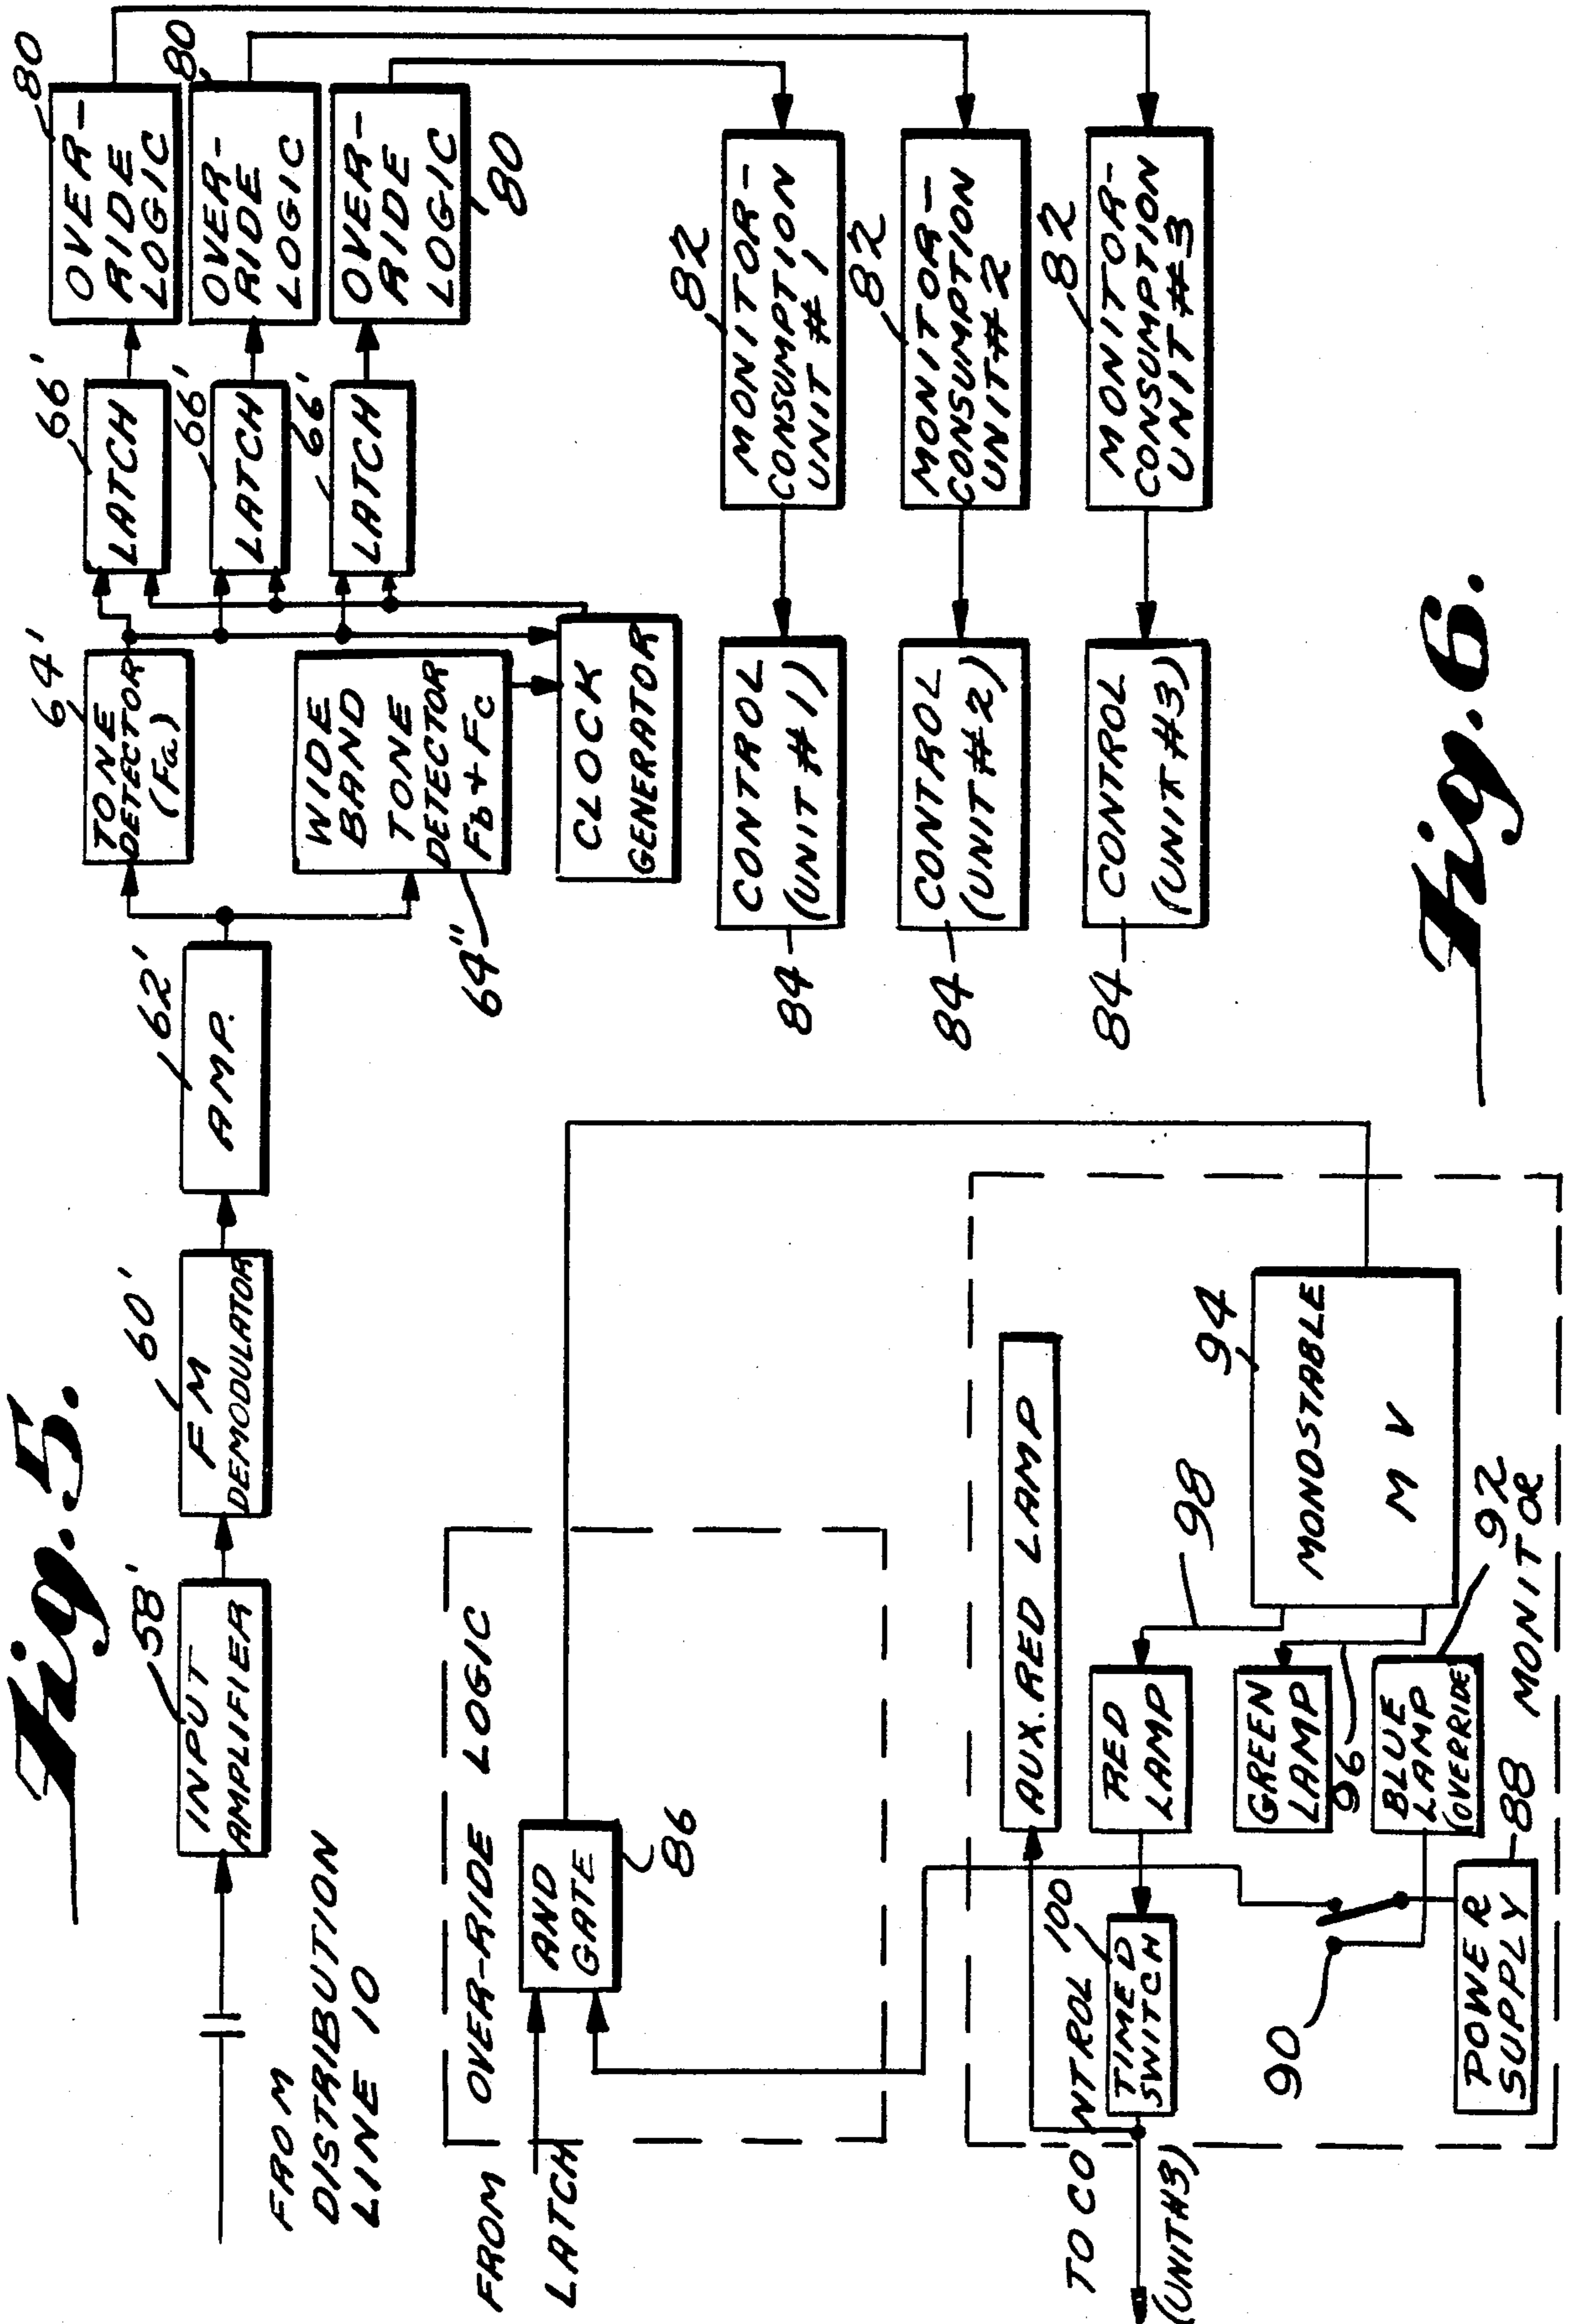 Fig. 5.
FROM
DISTRIBUTION
LINE 10
INPUT
AMPLIFIER
58'
FM
DEMODULATOR
60'
AMP.
62'
TONE
DETECTOR
(Fa)
64'
WIDE
BAND
TONE
DETECTOR
Fb + Fc
64"
CLOCK
GENERATOR
LATCH
66'
LATCH
66'
LATCH
66'
OVER-
RIDE
LOGIC
80
OVER-
RIDE
LOGIC
80
OVER-
RIDE
LOGIC
80
MONITOR-
CONSUMPTION
UNIT #1
82
MONITOR-
CONSUMPTION
UNIT #2
82
MONITOR-
CONSUMPTION
UNIT #3
82
CONTROL
(UNIT #1)
84
CONTROL
(UNIT #2)
84
CONTROL
(UNIT #3)
84
Fig. 6.
OVER-RIDE LOGIC
FROM
LATCH
AND
GATE
86
AUX. RED LAMP
MONOSTABLE
MV
94
98
RED
LAMP
GREEN
LAMP
96
BLUE
LAMP
(OVERRIDE)
92
TIMED
SWITCH
100
TO CONTROL
(UNIT#3)
90
POWER
SUPPLY
88
MONITOR